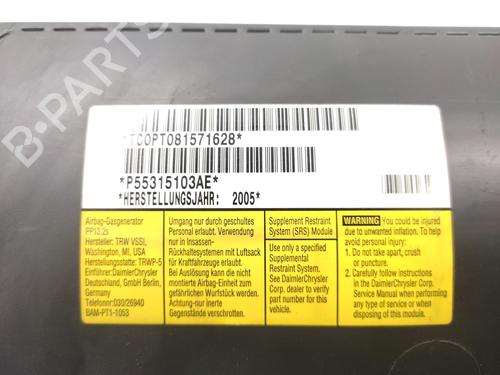 B-PARTS
*TC0PT081571628*
*P55315103AE*
*HERSTELLUNGSJAHR: 2005*
Airbag-Gasgenerator
PP13.2s
Hersteller: TRW VSSI,
Washington, MI, USA
Herstellungsstätte: TRWP-5
Einführer:DaimlerChrysler
Deutschland, GmbH Berlin,
Germany
Telefonnr:030/26940
BAM-PT1-1053
Umgang nur durch geschultes
Personal erlaubt. Verwendung
nur in Insassen-
Rückhaltesystemen mit Luftsack
für Kraftfahrzeuge erlaubt.
Bei Auslösung kann die nicht
montierte Airbag-Einheit zum
gefährlichen Wurfstück werden.
Nicht auf lose
Gegenstände verschrotten.
Supplement Restraint
System (SRS) Module
Use only a specified
Supplemental
Restraint System.
See DaimlerChrysler
Corp. dealer to verify
part number for this
vehicle.
WARNING You could be injured
due to unwanted inflation. To help
avoid personal injury:
1. Do not take apart, crush
or puncture.
2. Carefully follow instructions
in the DaimlerChrysler Corp.
Service Manual when performing
any type of service or when
disposing of this module.